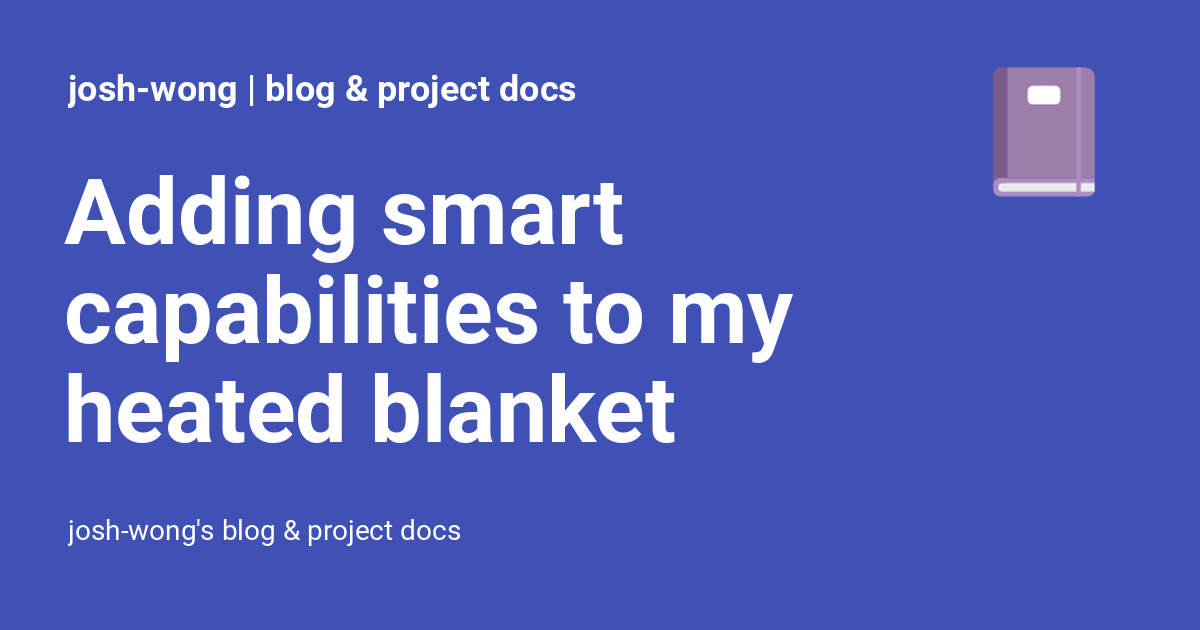 josh-wong | blog & project docs
Adding smart
capabilities to my
heated blanket
josh-wong's blog & project docs